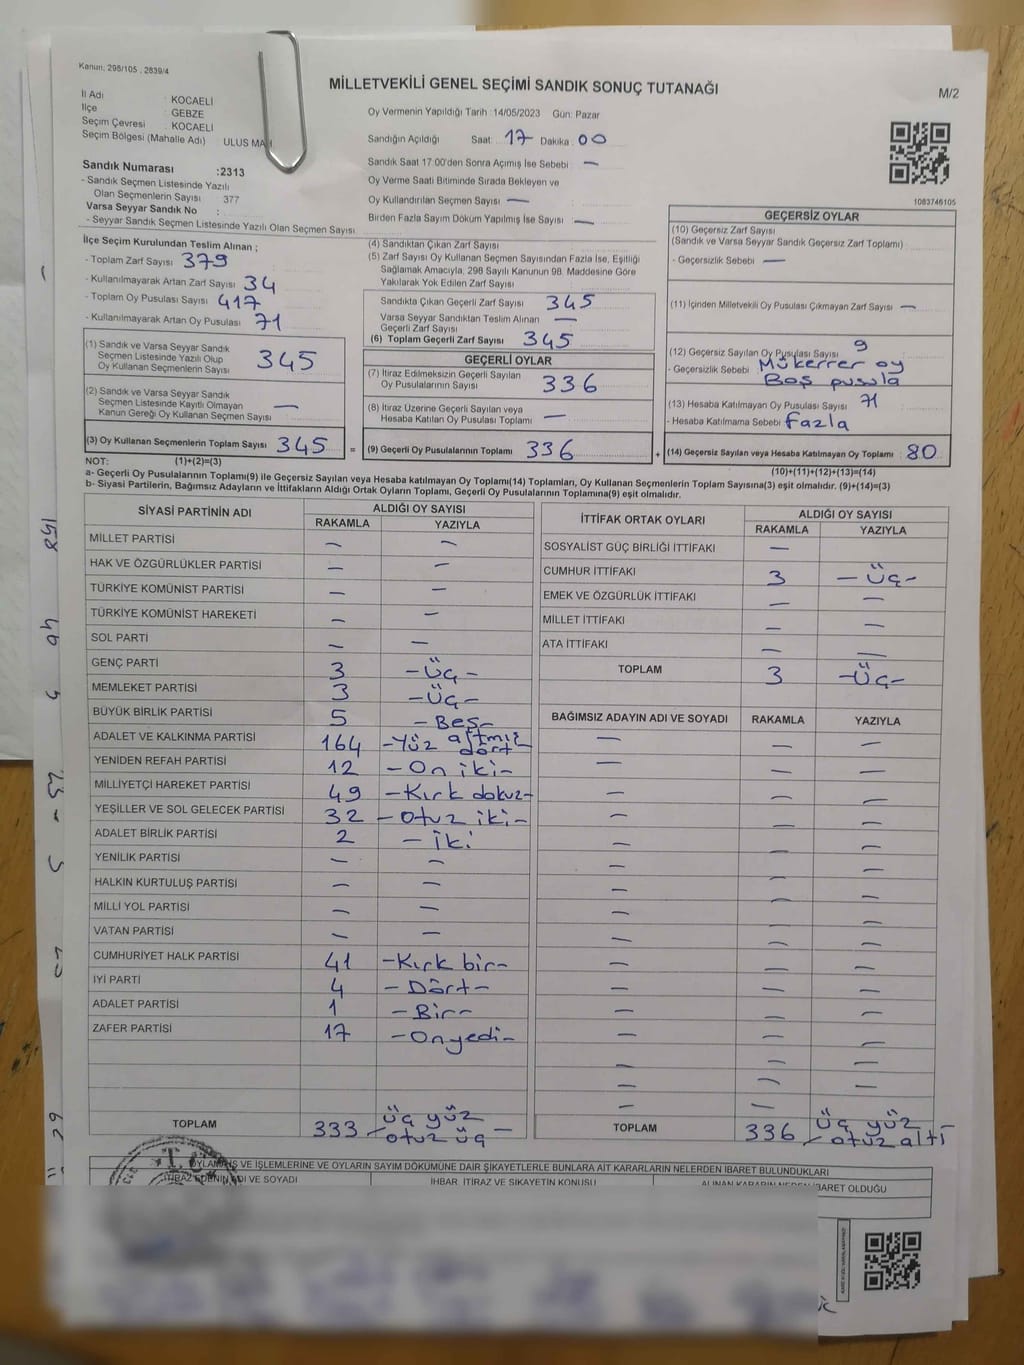 Kanun: 298/105 , 2839/4
MİLLETVEKİLİ GENEL SEÇİMİ SANDIK SONUÇ TUTANAĞI
M/2
İl Adı : KOCAELİ
İlçe : GEBZE
Seçim Çevresi : KOCAELİ
Seçim Bölgesi (Mahalle Adı) ULUS MAH
Oy Vermenin Yapıldığı Tarih :14/05/2023 Gün: Pazar
Sandığın Açıldığı Saat: 17 Dakika: 00
Sandık Saat 17:00'den Sonra Açılmış İse Sebebi : —
Oy Verme Saati Bitiminde Sırada Bekleyen ve
Oy Kullandırılan Seçmen Sayısı : —
Birden Fazla Sayım Döküm Yapılmış İse Sayısı : —
1083746105
Sandık Numarası :2313
- Sandık Seçmen Listesinde Yazılı
Olan Seçmenlerin Sayısı 377
Varsa Seyyar Sandık No :
- Seyyar Sandık Seçmen Listesinde Yazılı Olan Seçmen Sayısı
İlçe Seçim Kurulundan Teslim Alınan ;
- Toplam Zarf Sayısı 379
- Kullanılmayarak Artan Zarf Sayısı 34
- Toplam Oy Pusulası Sayısı 417
- Kullanılmayarak Artan Oy Pusulası 71
(1) Sandık ve Varsa Seyyar Sandık
Seçmen Listesinde Yazılı Olup
Oy Kullanan Seçmenlerin Sayısı 345
(2) Sandık ve Varsa Seyyar Sandık
Seçmen Listesinde Kayıtlı Olmayan
Kanun Gereği Oy Kullanan Seçmen Sayısı : —
(3) Oy Kullanan Seçmenlerin Toplam Sayısı : 345
(4) Sandıktan Çıkan Zarf Sayısı
(5) Zarf Sayısı Oy Kullanan Seçmen Sayısından Fazla İse, Eşitliği
Sağlamak Amacıyla, 298 Sayılı Kanunun 98. Maddesine Göre
Yakılarak Yok Edilen Zarf Sayısı
Sandıkta Çıkan Geçerli Zarf Sayısı : 345
Varsa Seyyar Sandıktan Teslim Alınan
Geçerli Zarf Sayısı —
(6) Toplam Geçerli Zarf Sayısı : 345
GEÇERLİ OYLAR
(7) İtiraz Edilmeksizin Geçerli Sayılan
Oy Pusulalarının Sayısı : 336
(8) İtiraz Üzerine Geçerli Sayılan veya
Hesaba Katılan Oy Pusulaları Toplamı : —
= (9) Geçerli Oy Pusulalarının Toplamı : 336
GEÇERSİZ OYLAR
(10) Geçersiz Zarf Sayısı
(Sandık ve Varsa Seyyar Sandık Geçersiz Zarf Toplamı)
- Geçersizlik Sebebi : —
(11) İçinden Milletvekili Oy Pusulası Çıkmayan Zarf Sayısı : —
(12) Geçersiz Sayılan Oy Pusulası Sayısı : 9
- Geçersizlik Sebebi : Mükerrer oy
Boş pusula
(13) Hesaba Katılmayan Oy Pusulası Sayısı : 71
- Hesaba Katılmama Sebebi : Fazla
+ (14) Geçersiz Sayılan veya Hesaba Katılmayan Oy Toplamı : 80
NOT: (1)+(2)=(3)
(10)+(11)+(12)+(13)=(14)
a- Geçerli Oy Pusulalarının Toplamı(9) ile Geçersiz Sayılan veya Hesaba katılmayan Oy Toplamı(14) Toplamları, Oy Kullanan Seçmenlerin Toplam Sayısına(3) eşit olmalıdır. (9)+(14)=(3)
b- Siyasi Partilerin, Bağımsız Adayların ve İttifakların Aldığı Ortak Oyların Toplamı, Geçerli Oy Pusulalarının Toplamına(9) eşit olmalıdır.
SİYASİ PARTİNİN ADI ALDIĞI OY SAYISI
RAKAMLA YAZIYLA
MİLLET PARTİSİ — —
HAK VE ÖZGÜRLÜKLER PARTİSİ — —
TÜRKİYE KOMÜNİST PARTİSİ — —
TÜRKİYE KOMÜNİST HAREKETİ — —
SOL PARTİ — —
GENÇ PARTİ 3 -Üç-
MEMLEKET PARTİSİ 3 -Üç-
BÜYÜK BİRLİK PARTİSİ 5 -Beş-
ADALET VE KALKINMA PARTİSİ 164 -Yüz altmış dört
YENİDEN REFAH PARTİSİ 12 -On iki-
MİLLİYETÇİ HAREKET PARTİSİ 49 -Kırk dokuz-
YEŞİLLER VE SOL GELECEK PARTİSİ 32 -Otuz iki-
ADALET BİRLİK PARTİSİ 2 -İki
YENİLİK PARTİSİ — —
HALKIN KURTULUŞ PARTİSİ — —
MİLLİ YOL PARTİSİ — —
VATAN PARTİSİ — —
CUMHURİYET HALK PARTİSİ 41 -Kırk bir-
İYİ PARTİ 4 -Dört-
ADALET PARTİSİ 1 -Bir-
ZAFER PARTİSİ 17 -Onyedi-
TOPLAM 333 üç yüz otuz üç —
İTTİFAK ORTAK OYLARI ALDIĞI OY SAYISI
RAKAMLA YAZIYLA
SOSYALİST GÜÇ BİRLİĞİ İTTİFAKI —
CUMHUR İTTİFAKI 3 -Üç-
EMEK VE ÖZGÜRLÜK İTTİFAKI — —
MİLLET İTTİFAKI — —
ATA İTTİFAKI — —
TOPLAM 3 -Üç-
BAĞIMSIZ ADAYIN ADI VE SOYADI RAKAMLA YAZIYLA
TOPLAM 336 üç yüz otuz altı
VE İŞLEMLERİNE VE OYLARIN SAYIM DÖKÜMÜNE DAİR ŞİKAYETLERLE BUNLARA AİT KARARLARIN NELERDEN İBARET BULUNDUKLARI
İTİRAZ EDENİN ADI VE SOYADI İHBAR, İTİRAZ VE ŞİKAYETİN KONUSU ALINAN KARARIN NEDEN İBARET OLDUĞU
T.C.